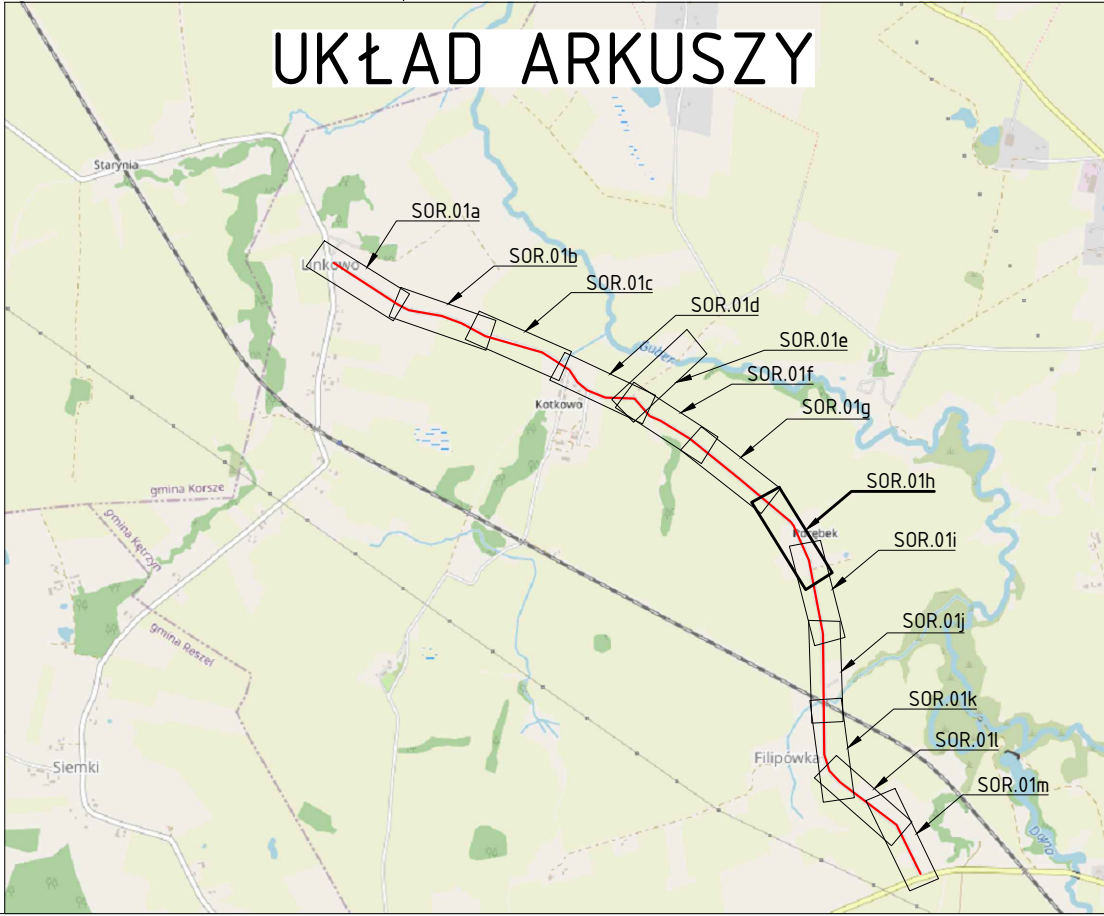 UKŁAD ARKUSZY
Starynia
SOR.01a
SOR.01b
Linkowo
SOR.01c
SOR.01d
SOR.01e
Guber
SOR.01f
Kotkowo
SOR.01g
SOR.01h
gmina Korsze
gmina Kętrzyn
SOR.01i
SOR.01j
gmina Reszel
SOR.01k
SOR.01l
Filipówka
Siemki
SOR.01m